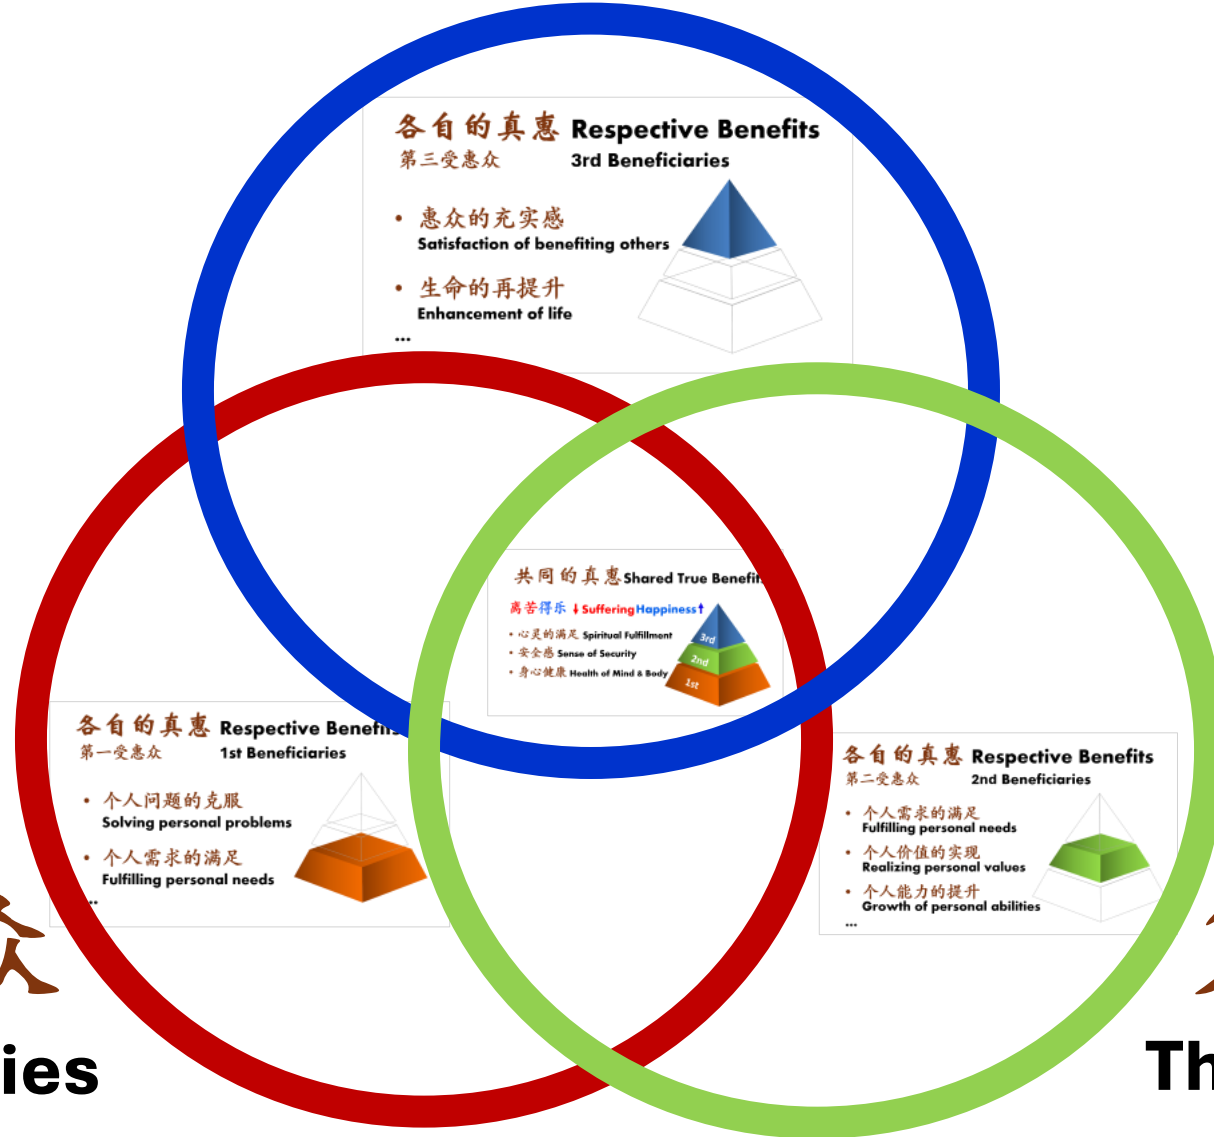 各自的真惠 Respective Benefits
第三受惠众 3rd Beneficiaries
• 惠众的充实感
Satisfaction of benefiting others
• 生命的再提升
Enhancement of life
...
共同的真惠 Shared True Benefit
离苦得乐 ↓Suffering Happiness↑
• 心灵的满足 Spiritual Fulfillment
• 安全感 Sense of Security
• 身心健康 Health of Mind & Body
3rd
2nd
1st
各自的真惠 Respective Benefits
第一受惠众 1st Beneficiaries
• 个人问题的克服
Solving personal problems
• 个人需求的满足
Fulfilling personal needs
..
各自的真惠 Respective Benefits
第二受惠众 2nd Beneficiaries
• 个人需求的满足
Fulfilling personal needs
• 个人价值的实现
Realizing personal values
• 个人能力的提升
Growth of personal abilities
...
众
ies
Th